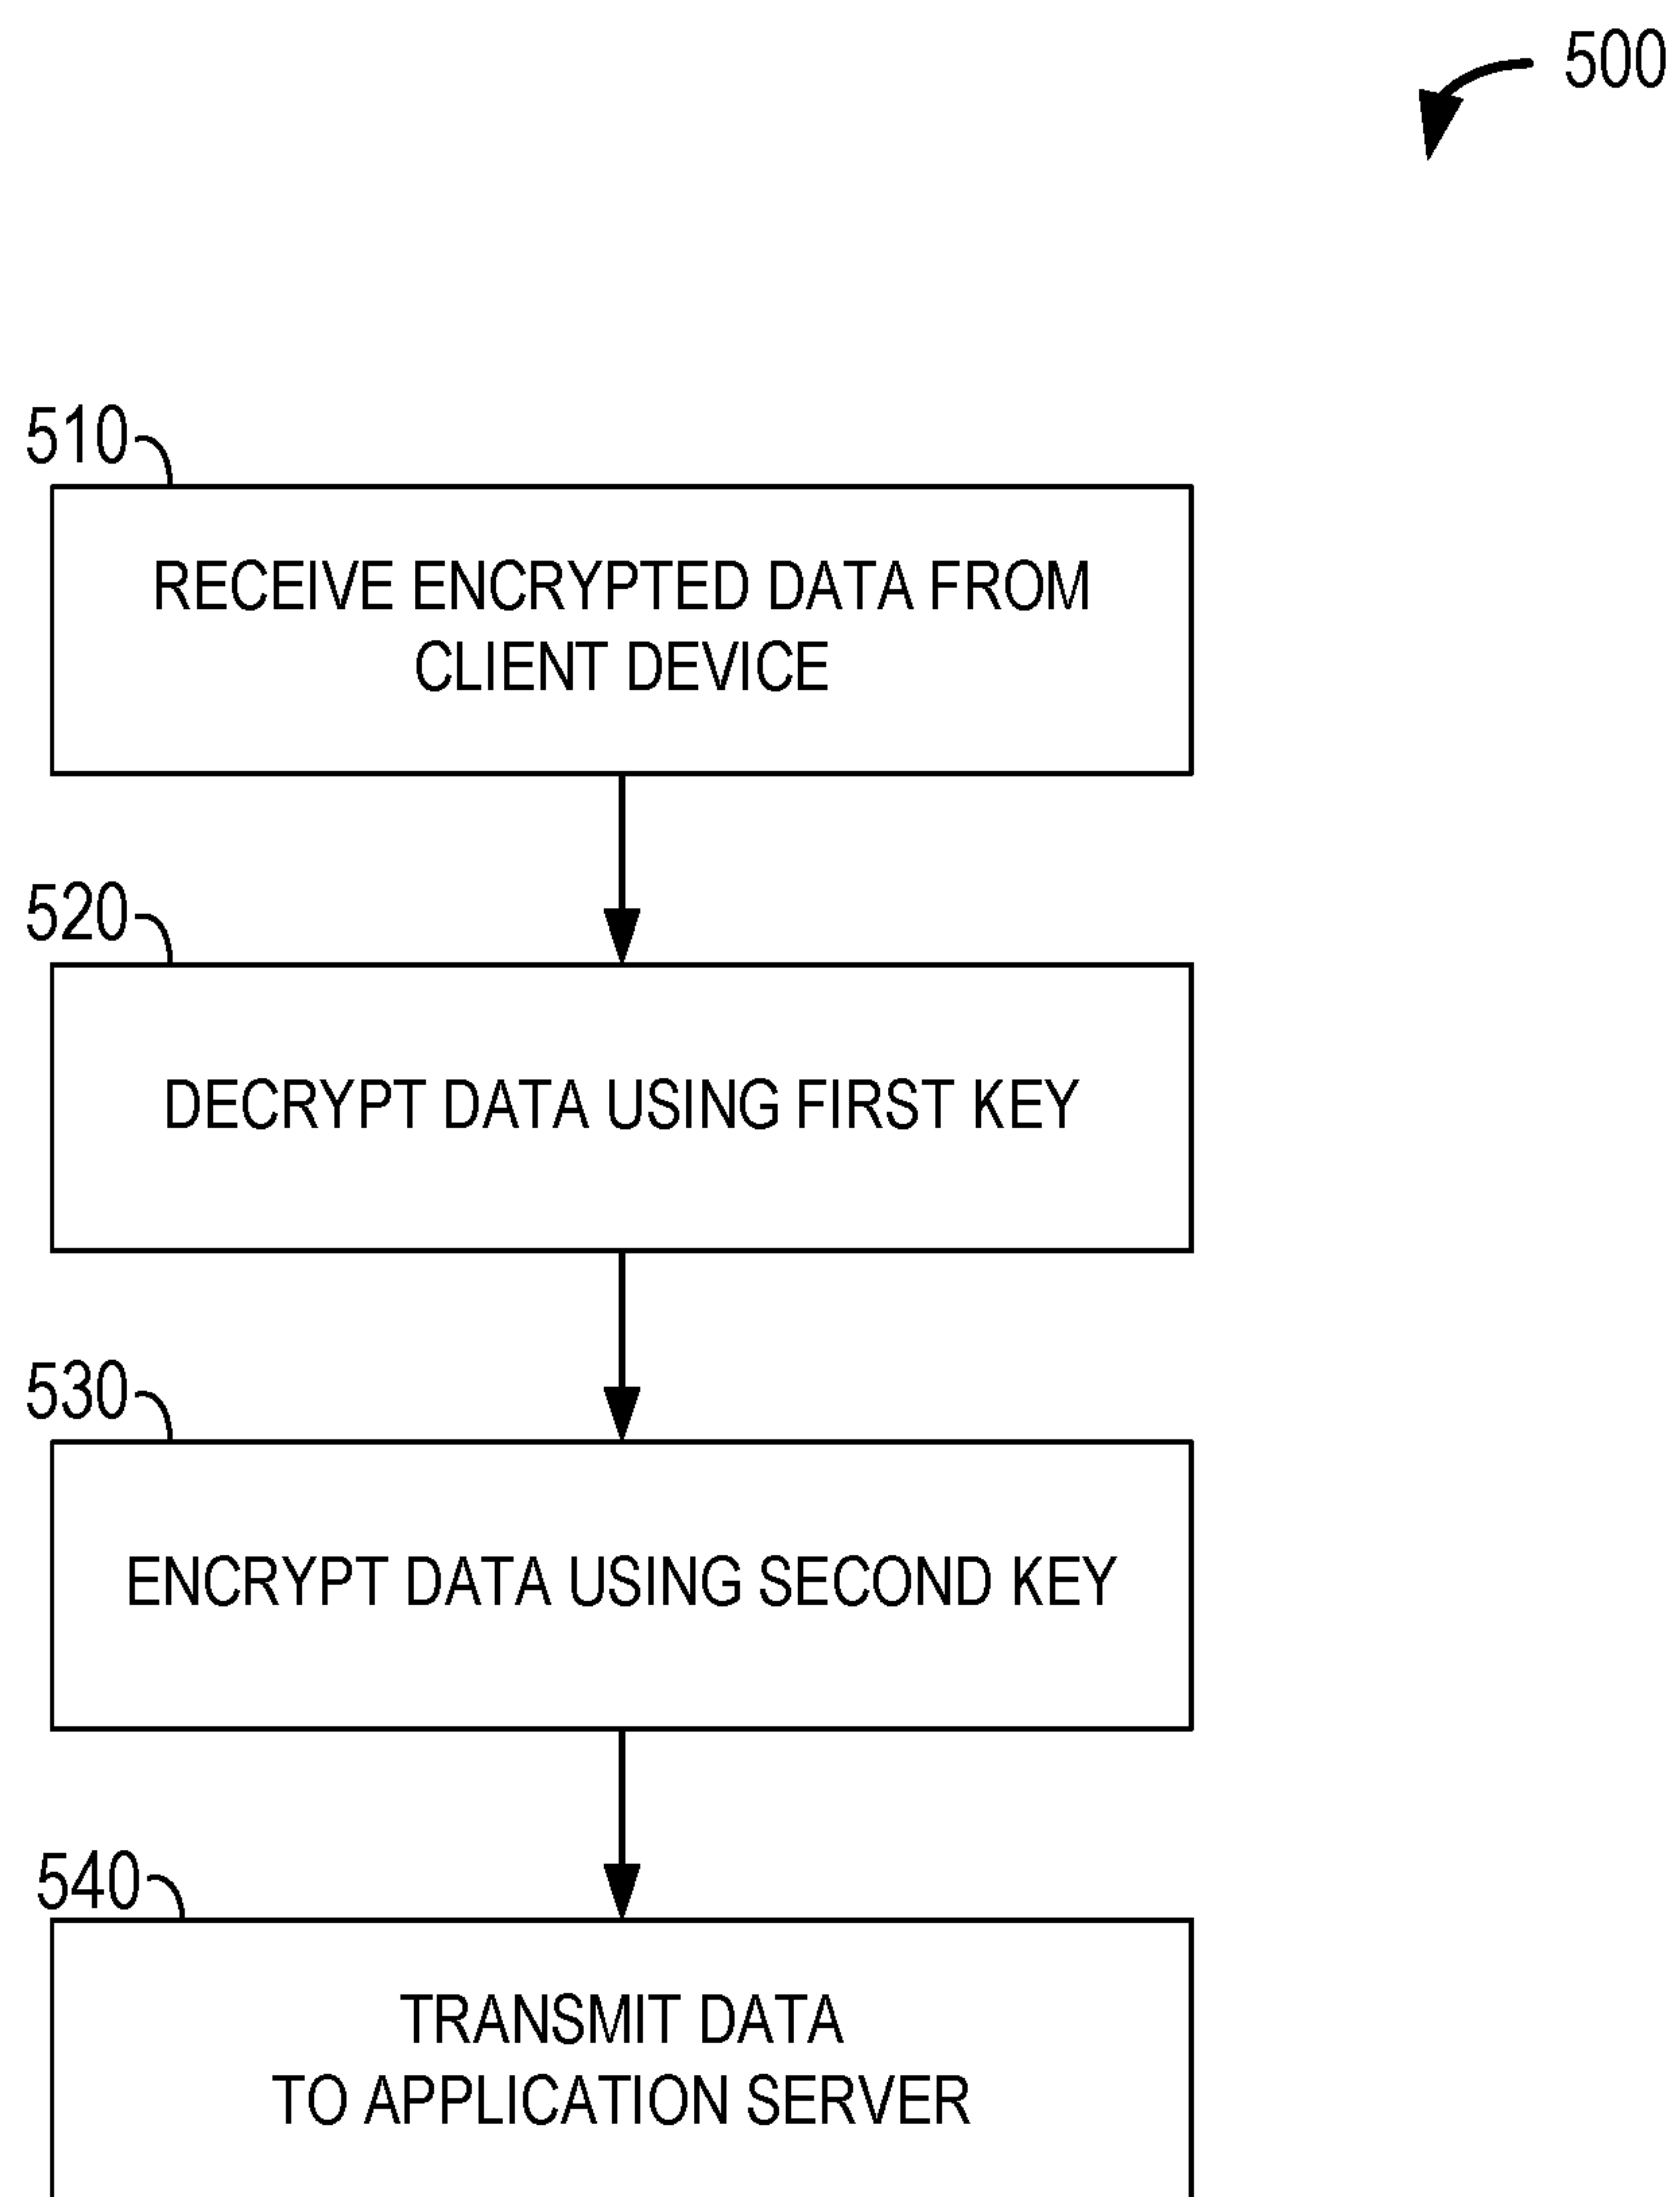 500
510
RECEIVE ENCRYPTED DATA FROM
CLIENT DEVICE
520
DECRYPT DATA USING FIRST KEY
530
ENCRYPT DATA USING SECOND KEY
540
TRANSMIT DATA
TO APPLICATION SERVER